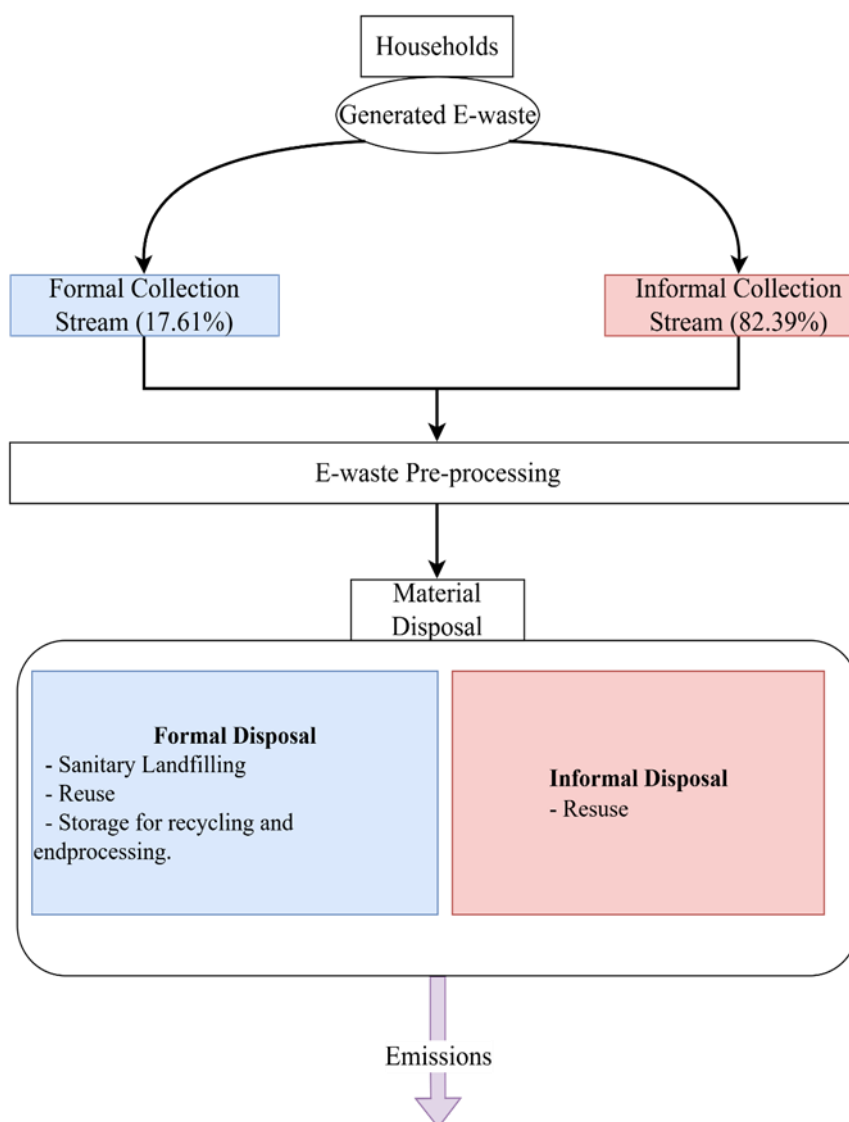 Households
Generated E-waste
Formal Collection
Stream (17.61%)
Informal Collection
Stream (82.39%)
E-waste Pre-processing
Material
Disposal
Formal Disposal
- Sanitary Landfilling
- Reuse
- Storage for recycling and
endprocessing.
Informal Disposal
- Resuse
Emissions